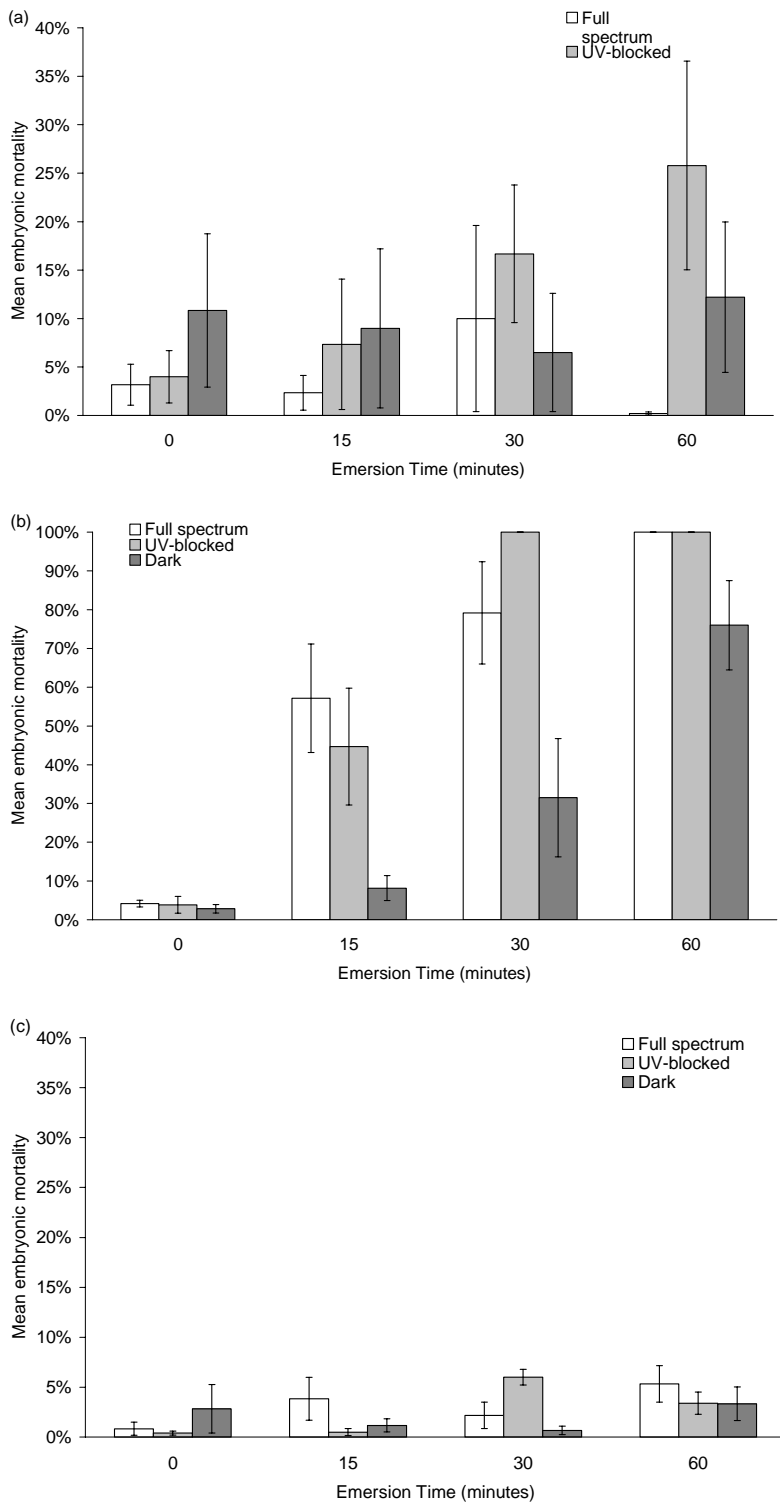 (a)
40%
35%
30%
25%
20%
15%
10%
5%
0%
Mean embryonic mortality
Full
spectrum
UV-blocked
0 15 30 60
Emersion Time (minutes)
(b)
100%
90%
80%
70%
60%
50%
40%
30%
20%
10%
0%
Mean embryonic mortality
Full spectrum
UV-blocked
Dark
0 15 30 60
Emersion Time (minutes)
(c)
40%
35%
30%
25%
20%
15%
10%
5%
0%
Mean embryonic mortality
Full spectrum
UV-blocked
Dark
0 15 30 60
Emersion Time (minutes)